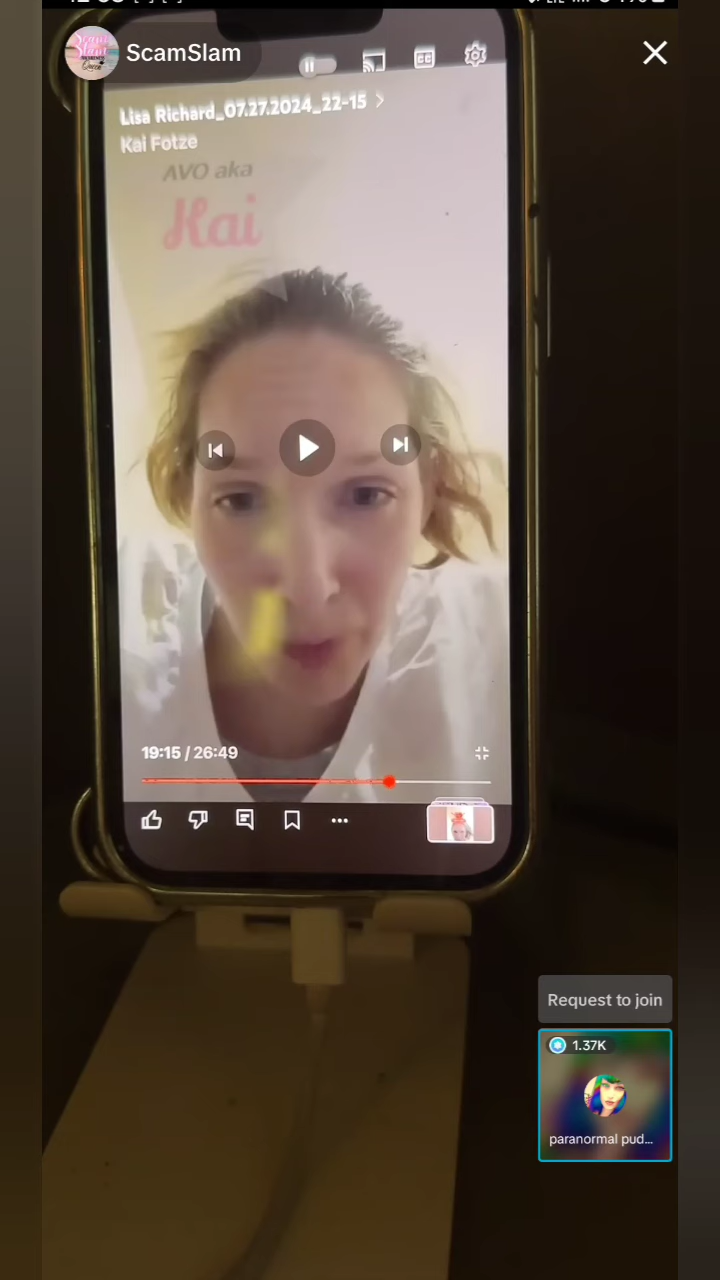 ScamSlam
CC
Lisa Richard_07.27.2024_22-15
Kai Fotze
AVO aka
Kai
19:15 / 26:49
Request to join
1.37K
paranormal pud...